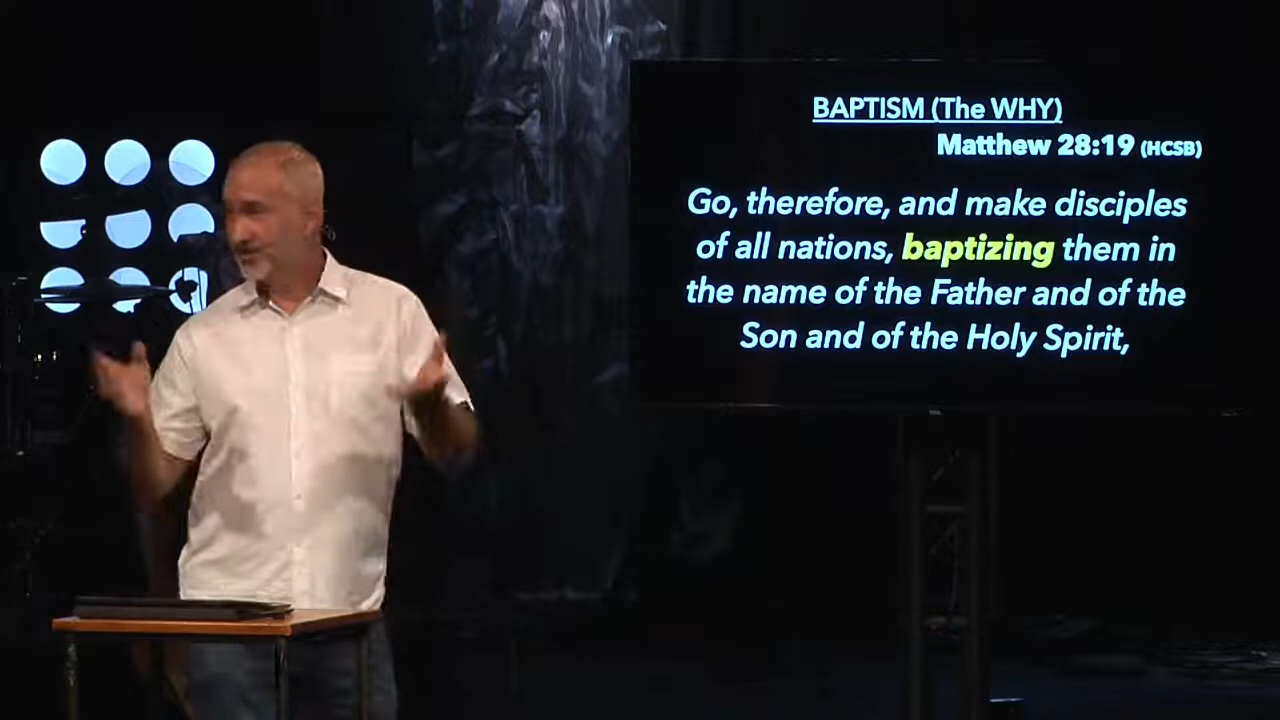 BAPTISM (The WHY)
Matthew 28:19 (HCSB)
Go, therefore, and make disciples
of all nations, baptizing them in
the name of the Father and of the
Son and of the Holy Spirit,